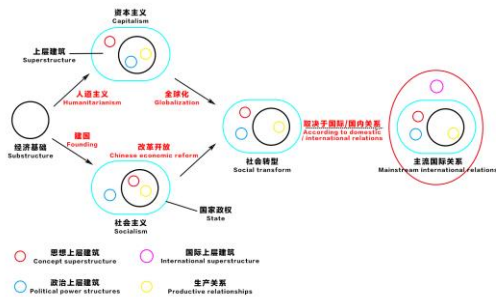 资本主义
Capitalism
上层建筑
Superstructure
人道主义
Humanitarianism
全球化
Globalization
经济基础
Substructure
建国
Founding
改革开放
Chinese economic reform
社会转型
Social transform
取决于国际/国内关系
According to domestic
/ international relations
主流国际关系
Mainstream international relations
国家政权
State
社会主义
Socialism
思想上层建筑
Concept superstructure
国际上层建筑
International superstructure
政治上层建筑
Political power structures
生产关系
Productive relationships